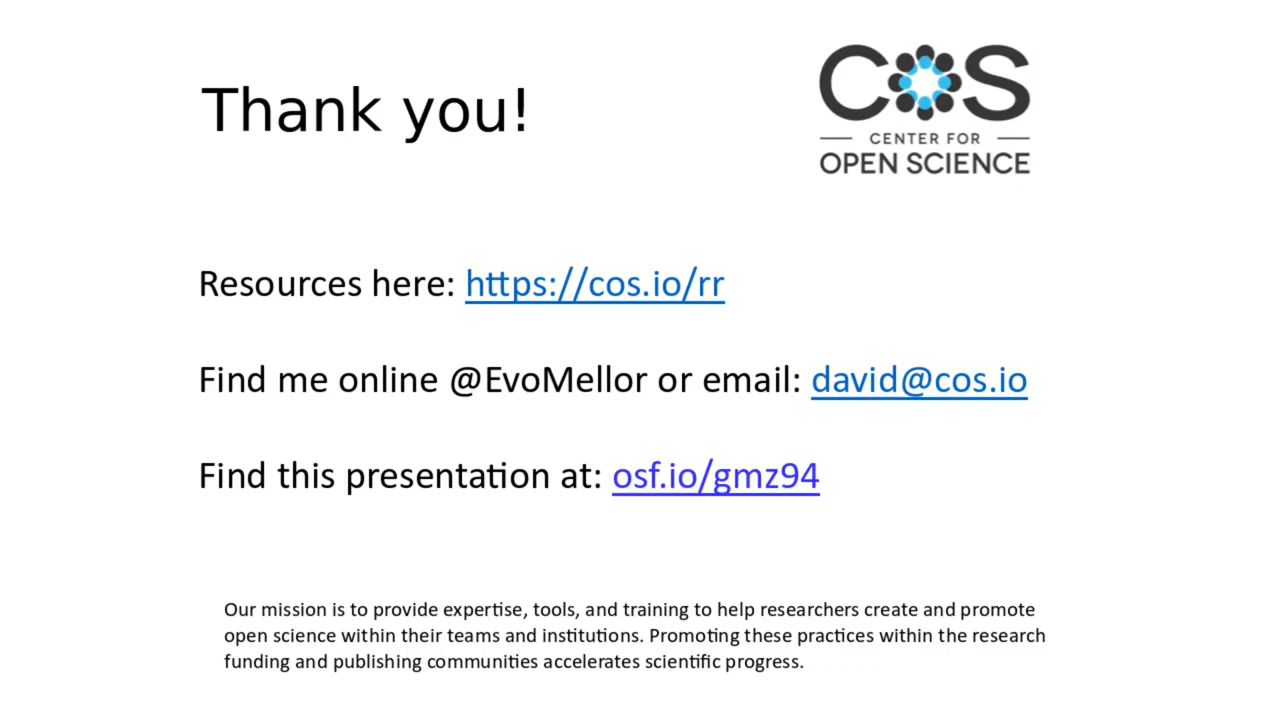 Thank you!
COS
CENTER FOR
OPEN SCIENCE
Resources here: https://cos.io/rr
Find me online @EvoMellor or email: david@cos.io
Find this presentation at: osf.io/gmz94
Our mission is to provide expertise, tools, and training to help researchers create and promote
open science within their teams and institutions. Promoting these practices within the research
funding and publishing communities accelerates scientific progress.